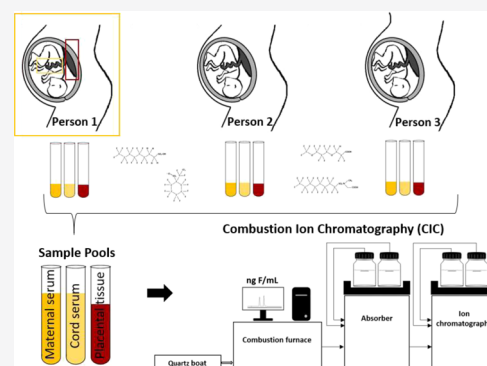 Person 1
Person 2
Person 3
Combustion Ion Chromatography (CIC)
Sample Pools
Maternal serum
Cord serum
Placental tissue
ng F/mL
Combustion furnace
Quartz boat
Absorber
Ion
chromatograph